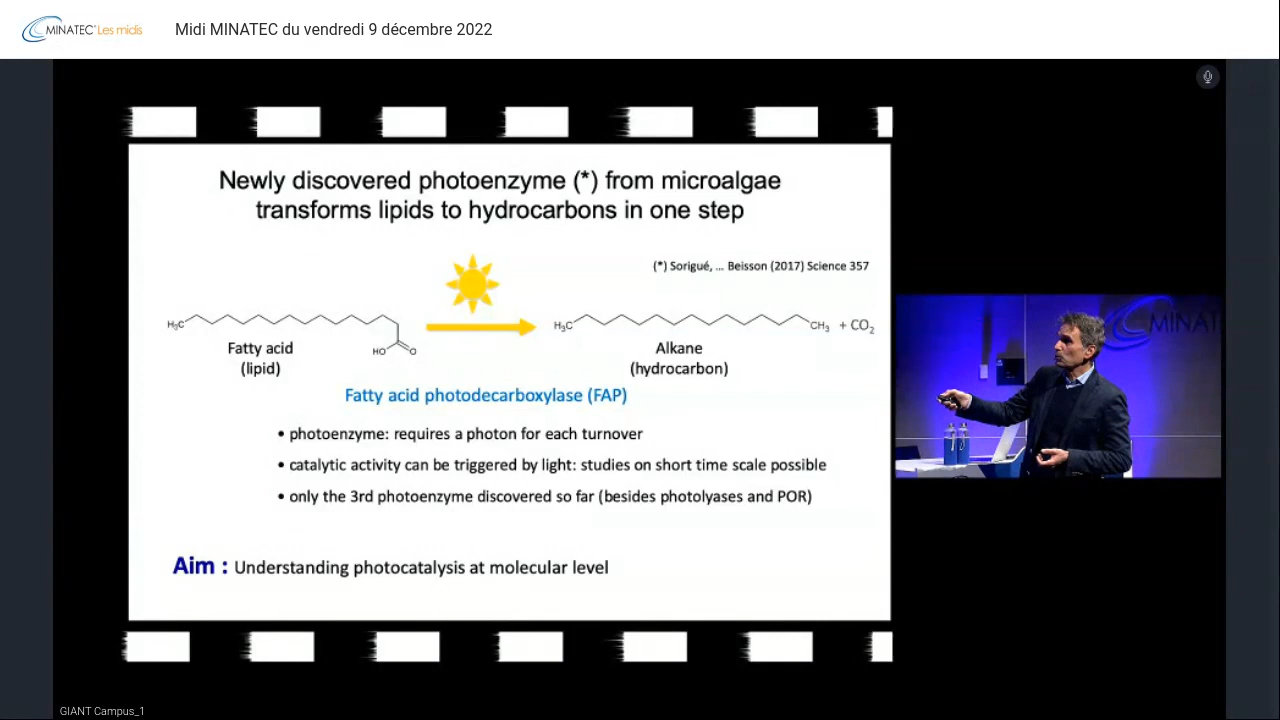 MINATEC® Les midis
Midi MINATEC du vendredi 9 décembre 2022
Newly discovered photoenzyme (*) from microalgae
transforms lipids to hydrocarbons in one step
(*) Sorigué, ... Beisson (2017) Science 357
H₃C
HO
O
H₃C
CH₃ + CO₂
Fatty acid
(lipid)
Alkane
(hydrocarbon)
Fatty acid photodecarboxylase (FAP)
• photoenzyme: requires a photon for each turnover
• catalytic activity can be triggered by light: studies on short time scale possible
• only the 3rd photoenzyme discovered so far (besides photolyases and POR)
Aim : Understanding photocatalysis at molecular level
MINAT
GIANT Campus_1